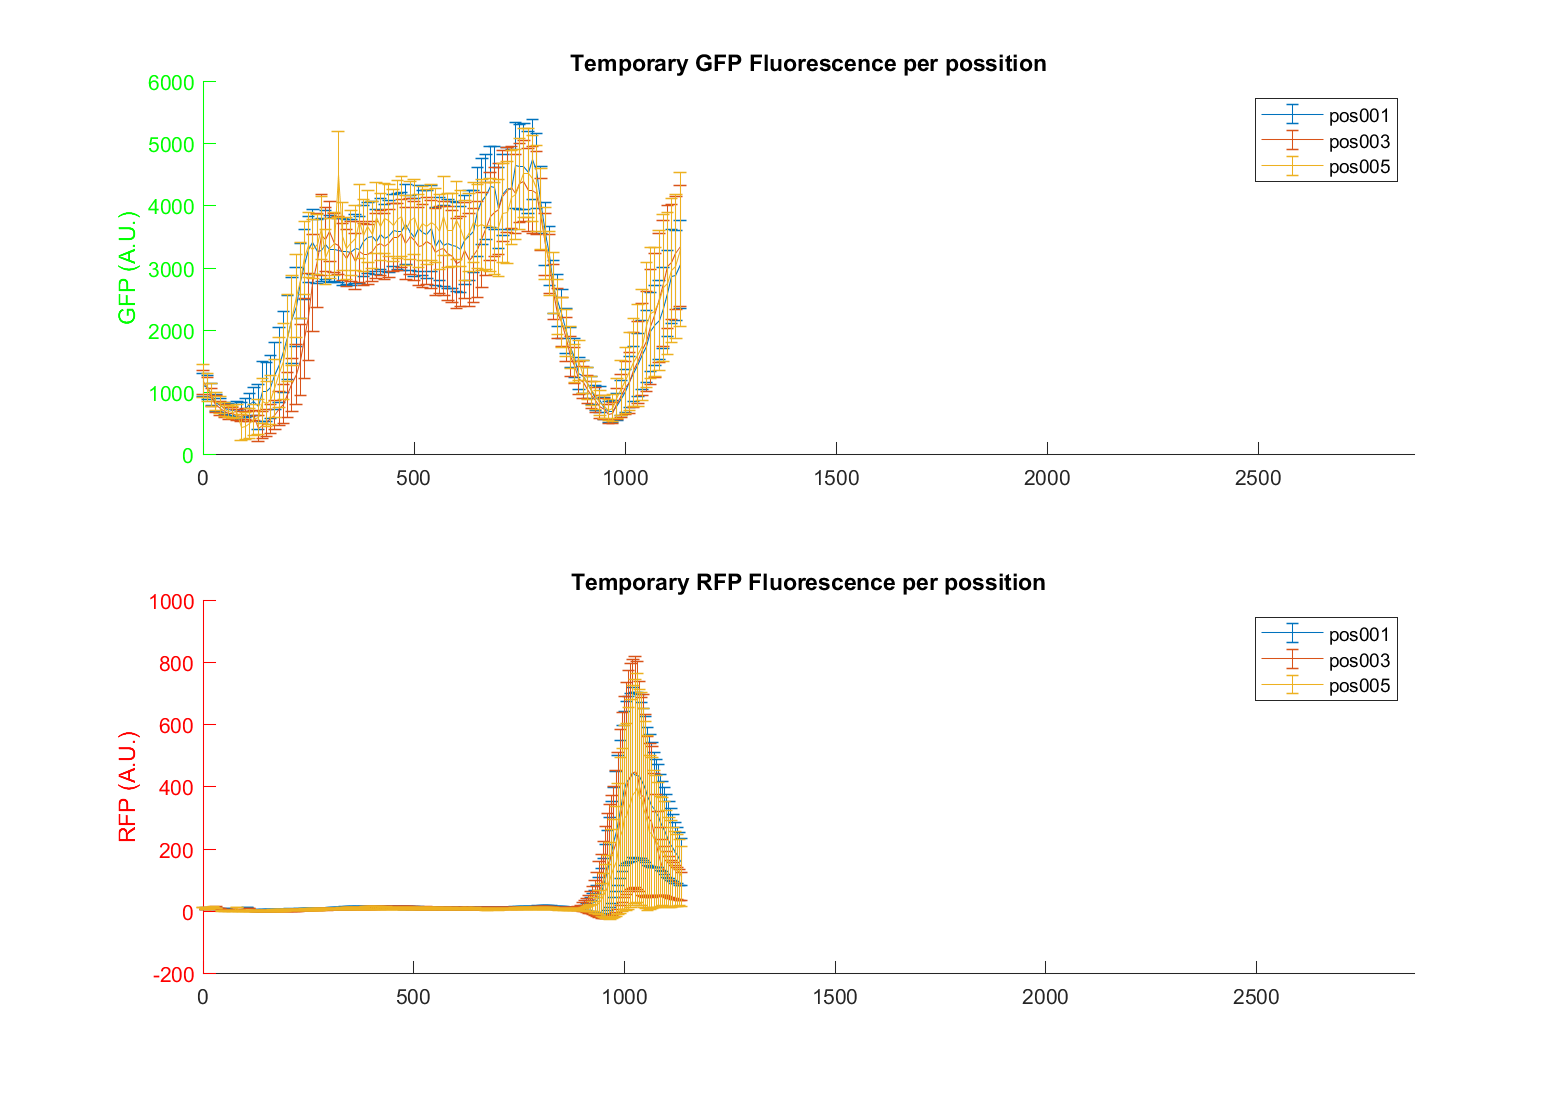 Temporary GFP Fluorescence per possition
GFP (A.U.)
6000
5000
4000
3000
2000
1000
0
0 500 1000 1500 2000 2500
pos001
pos003
pos005
Temporary RFP Fluorescence per possition
RFP (A.U.)
1000
800
600
400
200
0
-200
0 500 1000 1500 2000 2500
pos001
pos003
pos005